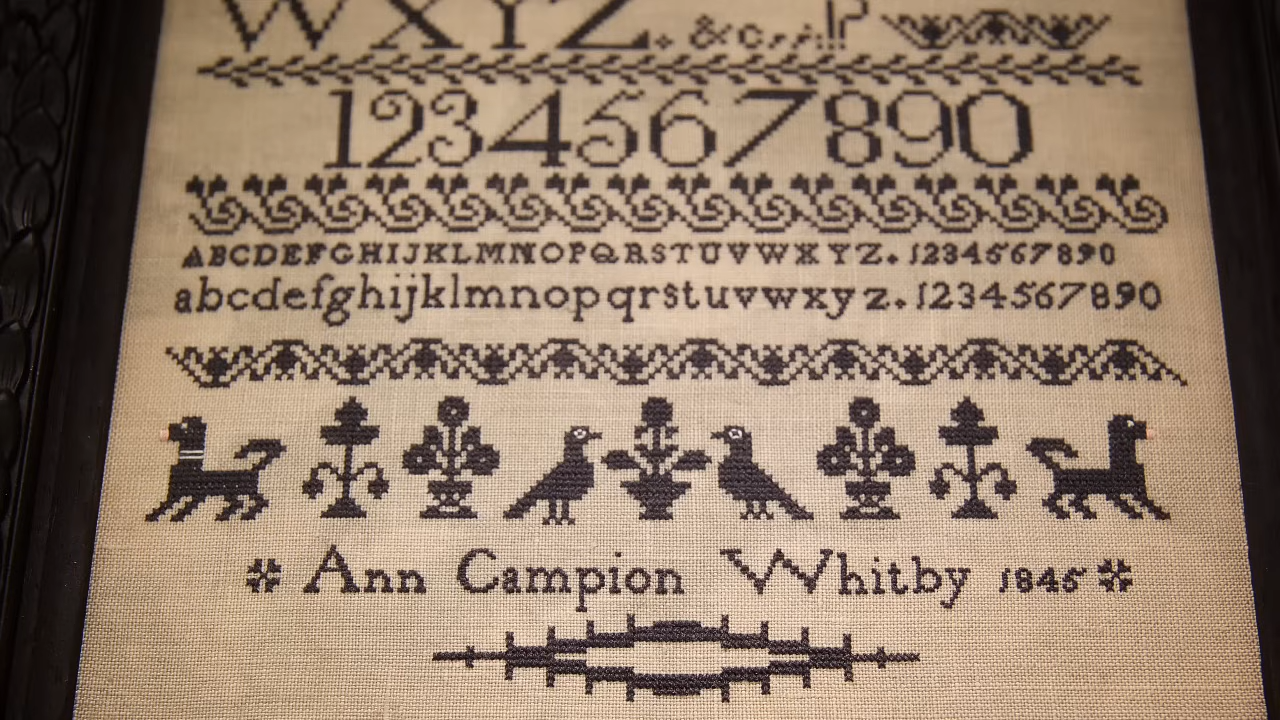 WXYZ. &c,,;.!?
1234567890
ABCDEFGHIJKLMNOPQRSTUVWXYZ. 1234567890
abcdefghijklmnopqrstuvwxyz. 1234567890
Ann Campion Whitby 1845